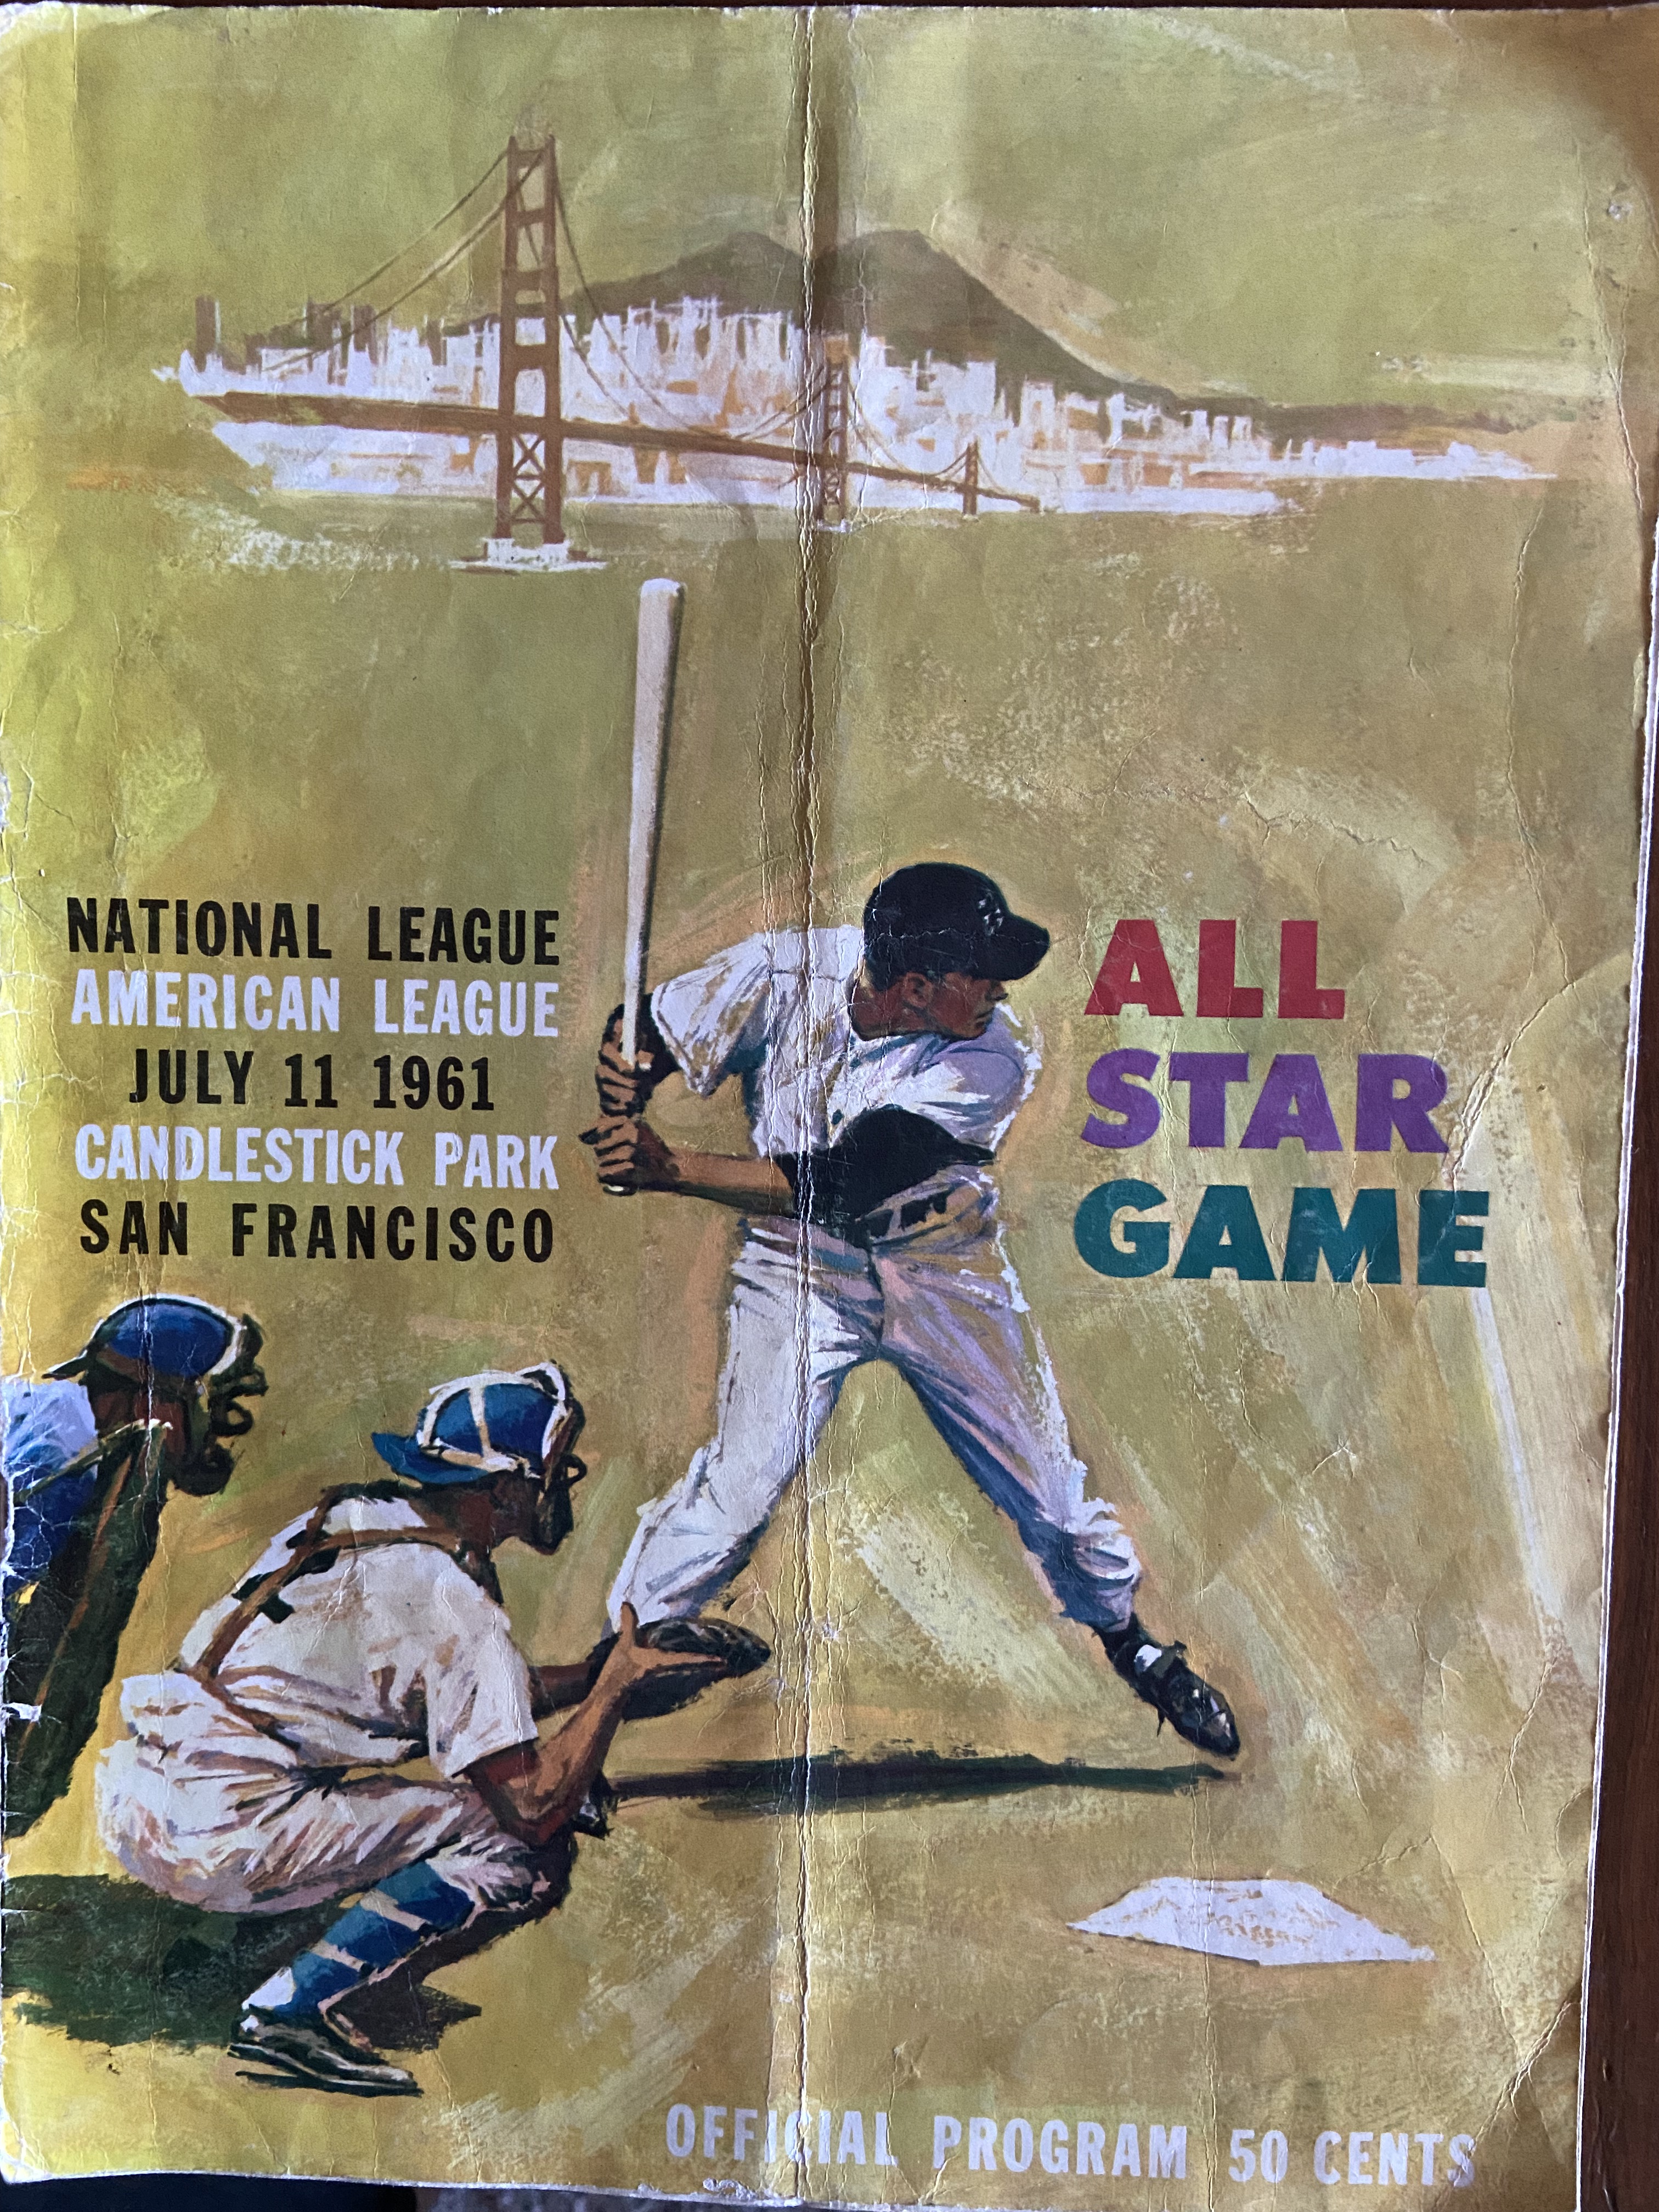 NATIONAL LEAGUE
AMERICAN LEAGUE
JULY 11 1961
CANDLESTICK PARK
SAN FRANCISCO
ALL
STAR
GAME
OFFICIAL PROGRAM 50 CENTS